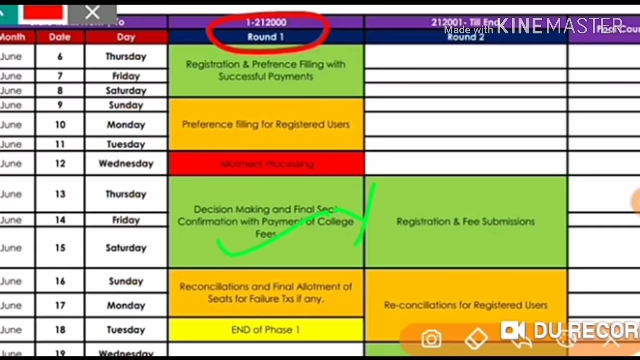 1-212000
212001- Till End
Made with KINEMASTER
Month
Date
Day
Round 1
Round 2
June
6
Thursday
Registration & Prefrence Filling with
Successful Payments
June
7
Friday
June
8
Saturday
June
9
Sunday
Preference filling for Registered Users
June
10
Monday
June
11
Tuesday
June
12
Wednesday
Allotment Processing
June
13
Thursday
Decision Making and Final Seat
Confirmation with Payment of College
Fees
Registration & Fee Submissions
June
14
Friday
June
15
Saturday
June
16
Sunday
Reconciliations and Final Allotment of
Seats for Failure Txs if any.
Re-conciliations for Registered Users
June
17
Monday
June
18
Tuesday
END of Phase 1
DU RECOR
June
19
Wednesday